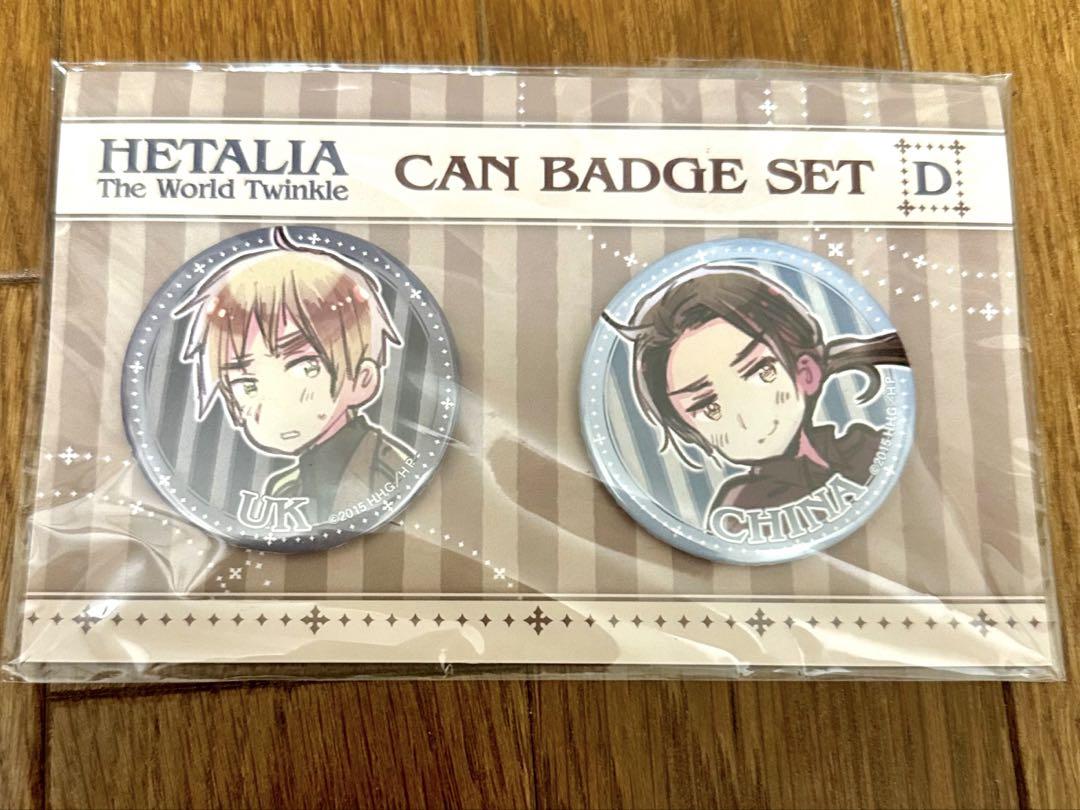 HETALIA
The World Twinkle
CAN BADGE SET D
UK
©2015 HHG/HP
CHINA
©2015 HHG/HP